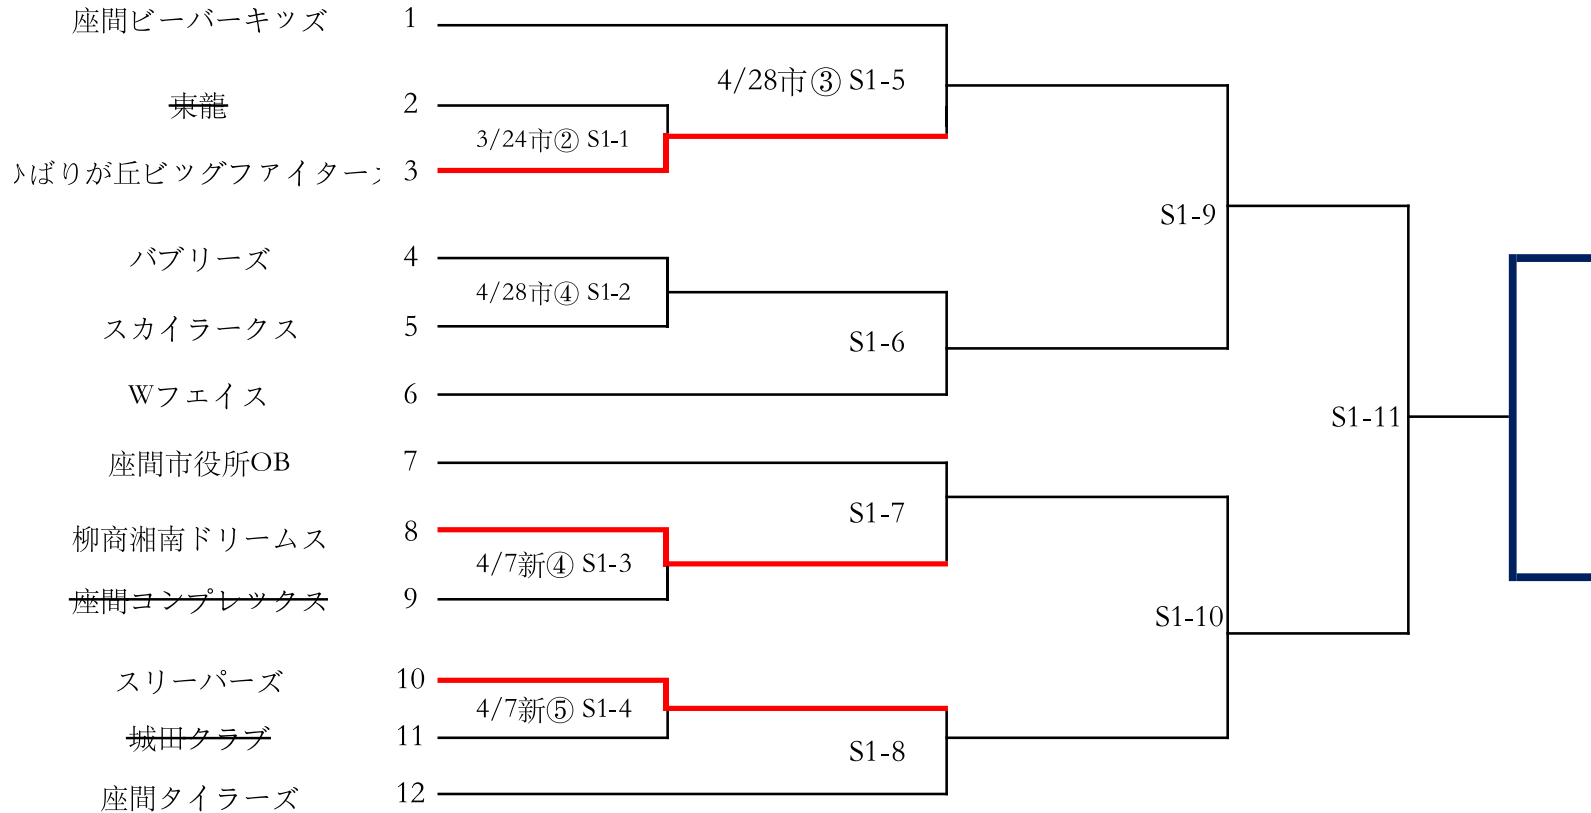 座間ビーバーキッズ 1
4/28市③ S1-5
東龍 2
3/24市② S1-1
ばりが丘ビッグファイター 3
S1-9
バブリーズ 4
4/28市④ S1-2
スカイラークス 5
S1-6
Wフェイス 6
S1-11
座間市役所OB 7
S1-7
柳商湘南ドリームス 8
4/7新④ S1-3
座間コンプレックス 9
S1-10
スリーパーズ 10
4/7新⑤ S1-4
城田クラブ 11
S1-8
座間タイラーズ 12